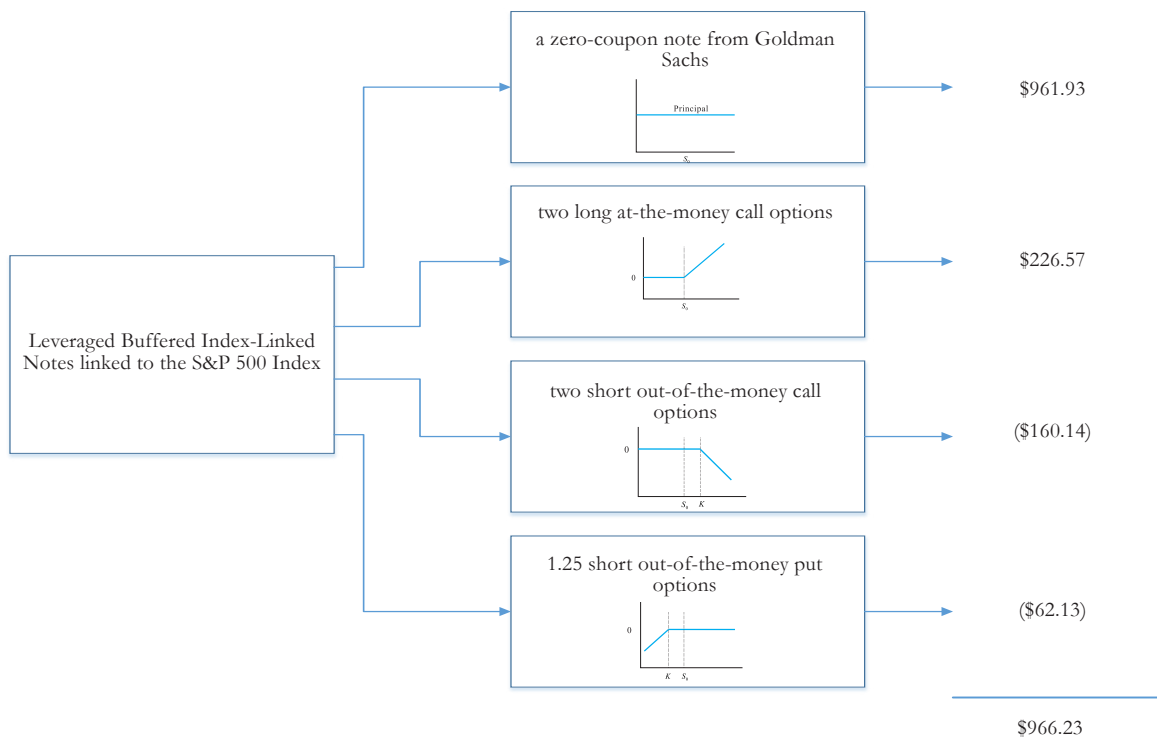 a zero-coupon note from Goldman
Sachs
Principal
S₀
$961.93
two long at-the-money call options
0
S₀
$226.57
Leveraged Buffered Index-Linked
Notes linked to the S&P 500 Index
two short out-of-the-money call
options
0
S₀ K
($160.14)
1.25 short out-of-the-money put
options
0
K S₀
($62.13)
$966.23